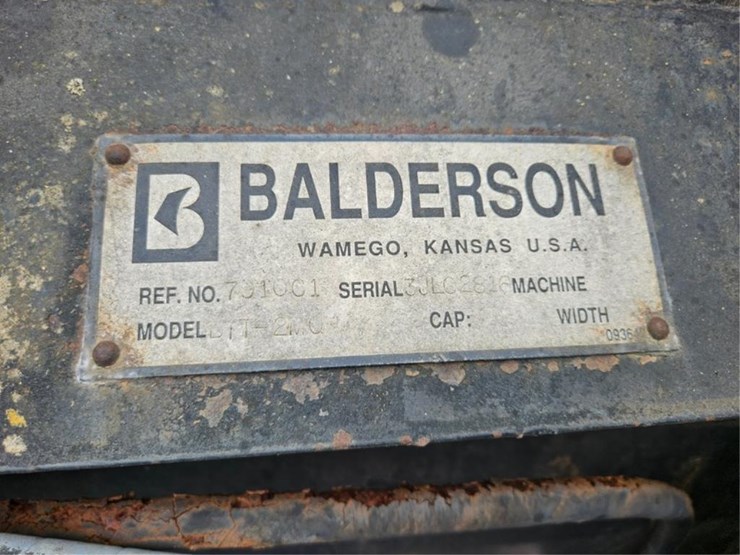 BALDERSON
WAMEGO, KANSAS U.S.A.
REF. NO. SERIAL MACHINE
MODEL CAP: WIDTH